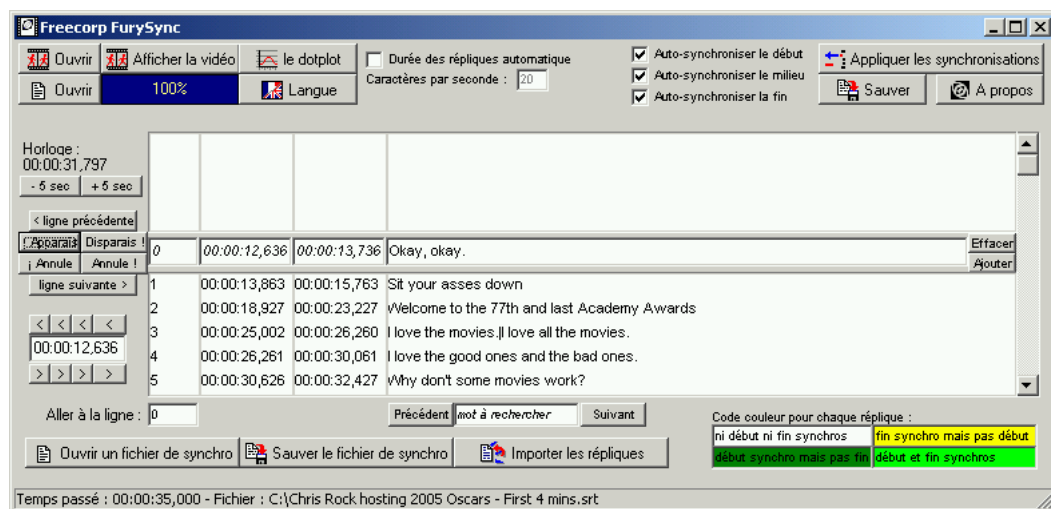 Freecorp FurySync
Ouvrir Afficher la vidéo le dotplot
Durée des répliques automatique
Auto-synchroniser le début
Appliquer les synchronisations
Ouvrir 100% Langue
Caractères par seconde : 20
Auto-synchroniser le milieu
Auto-synchroniser la fin
Sauver A propos
Horloge :
00:00:31,797
- 5 sec + 5 sec
< ligne précédente
¡ Apparais Disparais !
¡ Annule Annule !
0 00:00:12,636 00:00:13,736 Okay, okay.
Effacer
Ajouter
ligne suivante >
1 00:00:13,863 00:00:15,763 Sit your asses down
2 00:00:18,927 00:00:23,227 Welcome to the 77th and last Academy Awards
3 00:00:25,002 00:00:26,260 I love the movies.|I love all the movies.
4 00:00:26,261 00:00:30,061 I love the good ones and the bad ones.
5 00:00:30,626 00:00:32,427 Why don't some movies work?
< < < <
00:00:12,636
> > > >
Aller à la ligne : 0
Précédent mot à rechercher Suivant
Code couleur pour chaque réplique :
ni début ni fin synchros fin synchro mais pas début
début synchro mais pas fin début et fin synchros
Ouvrir un fichier de synchro Sauver le fichier de synchro Importer les répliques
Temps passé : 00:00:35,000 - Fichier : C:\Chris Rock hosting 2005 Oscars - First 4 mins.srt